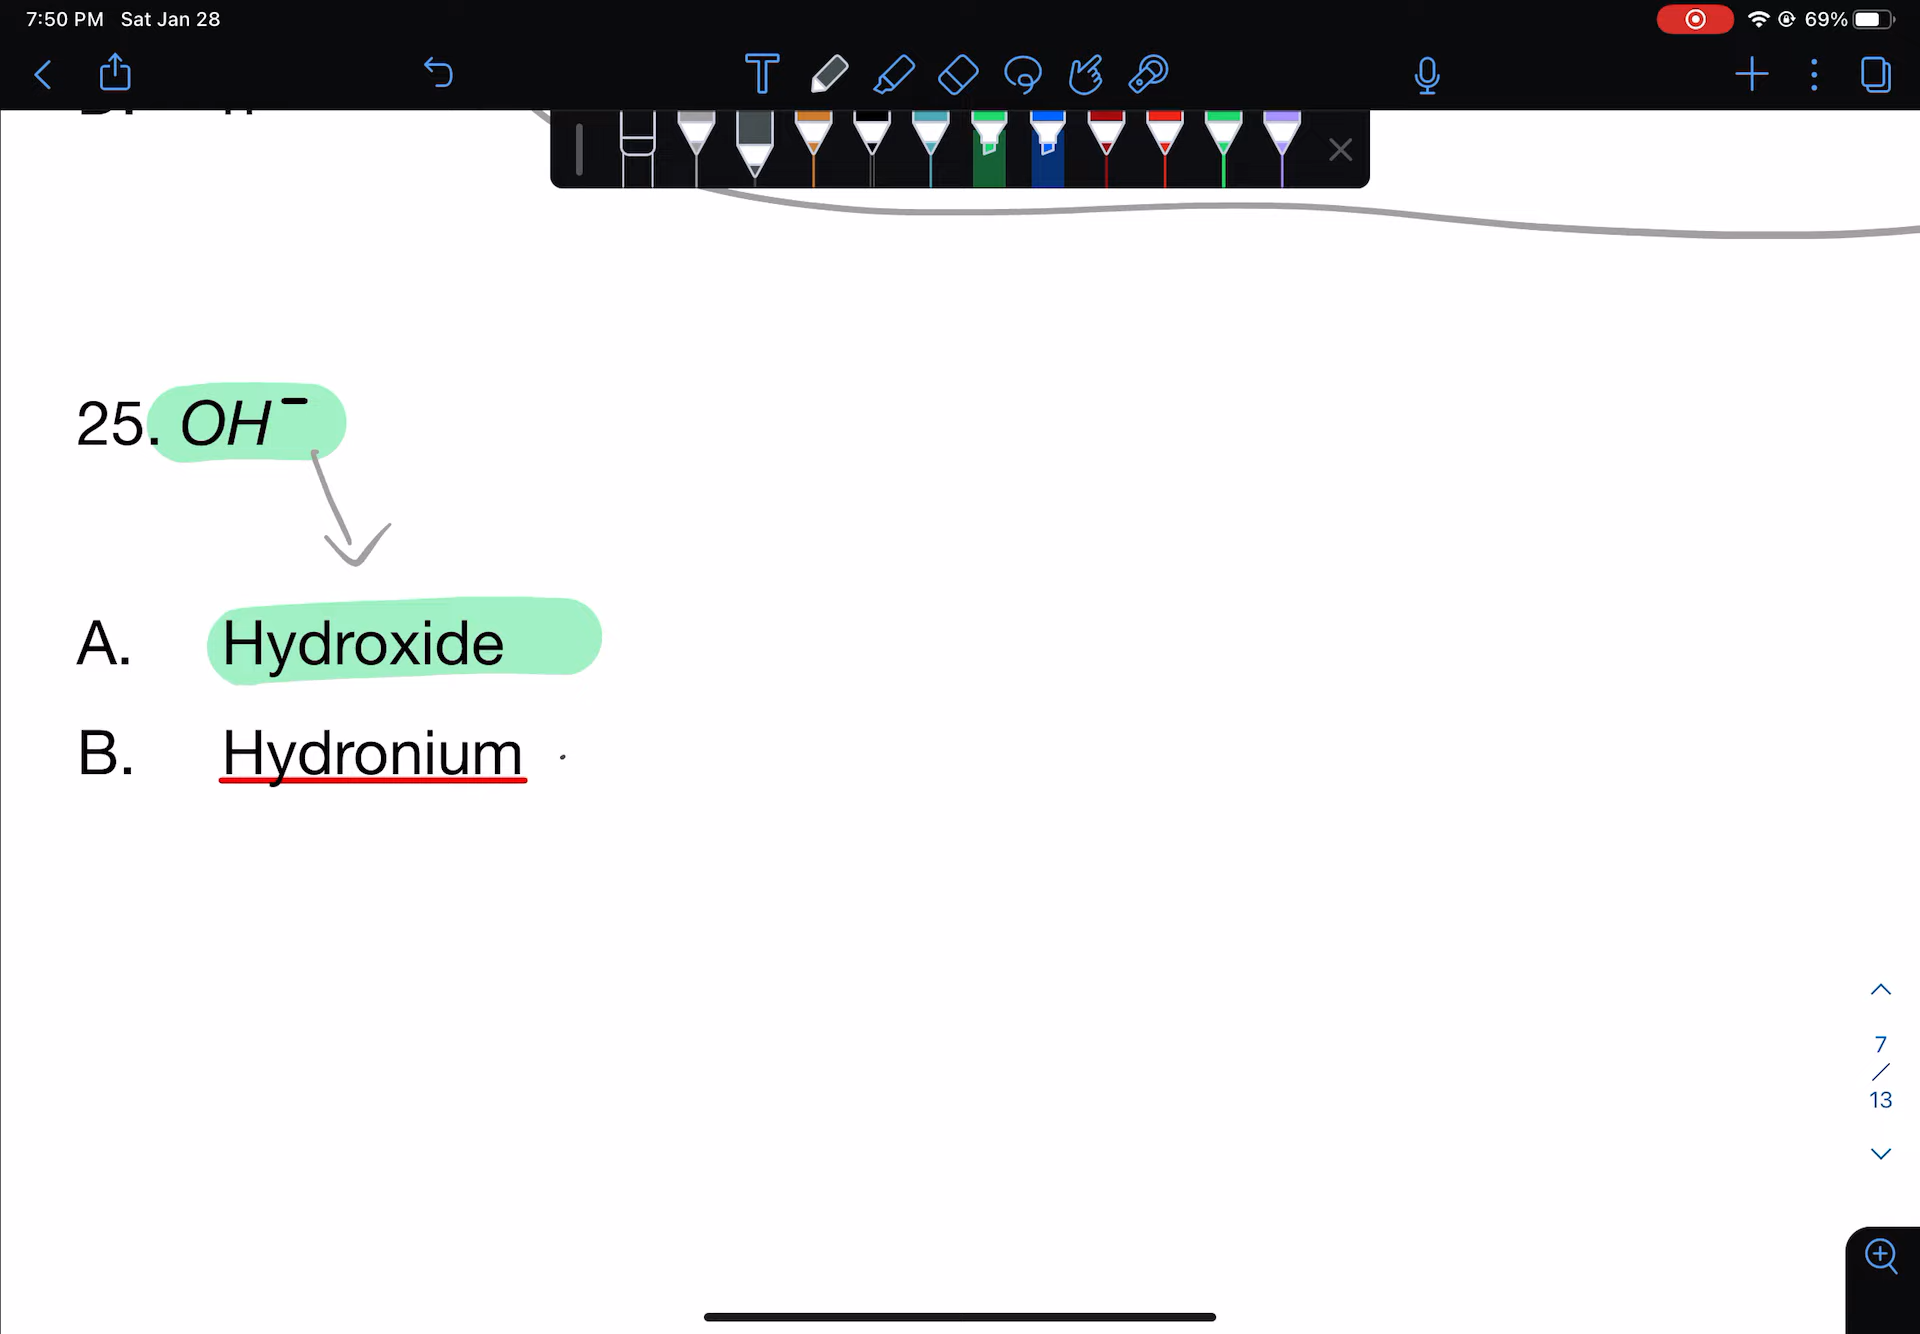 7:50 PM Sat Jan 28
69%
25. OH⁻
A. Hydroxide
B. Hydronium
7
/
13